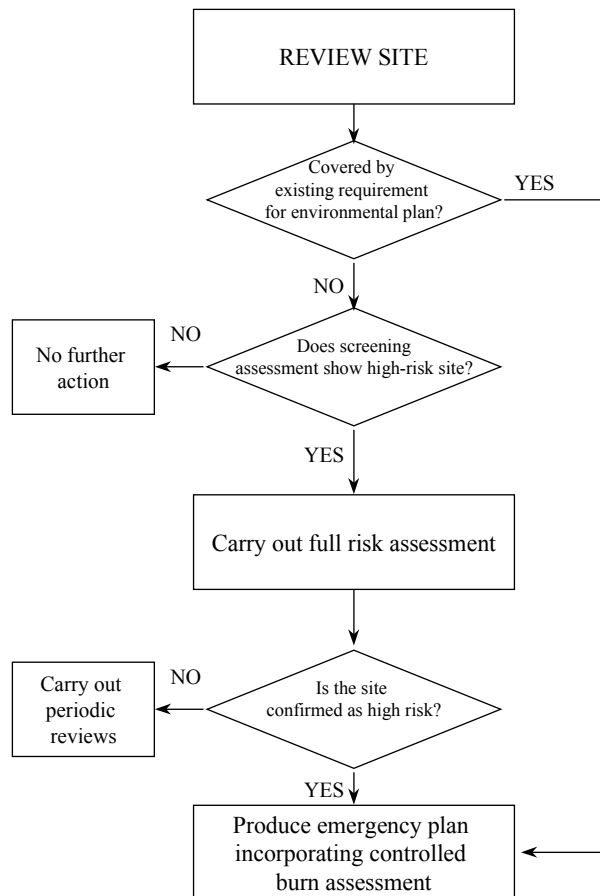 REVIEW SITE
Covered by
existing requirement
for environmental plan?
YES
NO
Does screening
assessment show high-risk site?
NO
No further
action
YES
Carry out full risk assessment
Is the site
confirmed as high risk?
NO
Carry out
periodic
reviews
YES
Produce emergency plan
incorporating controlled
burn assessment